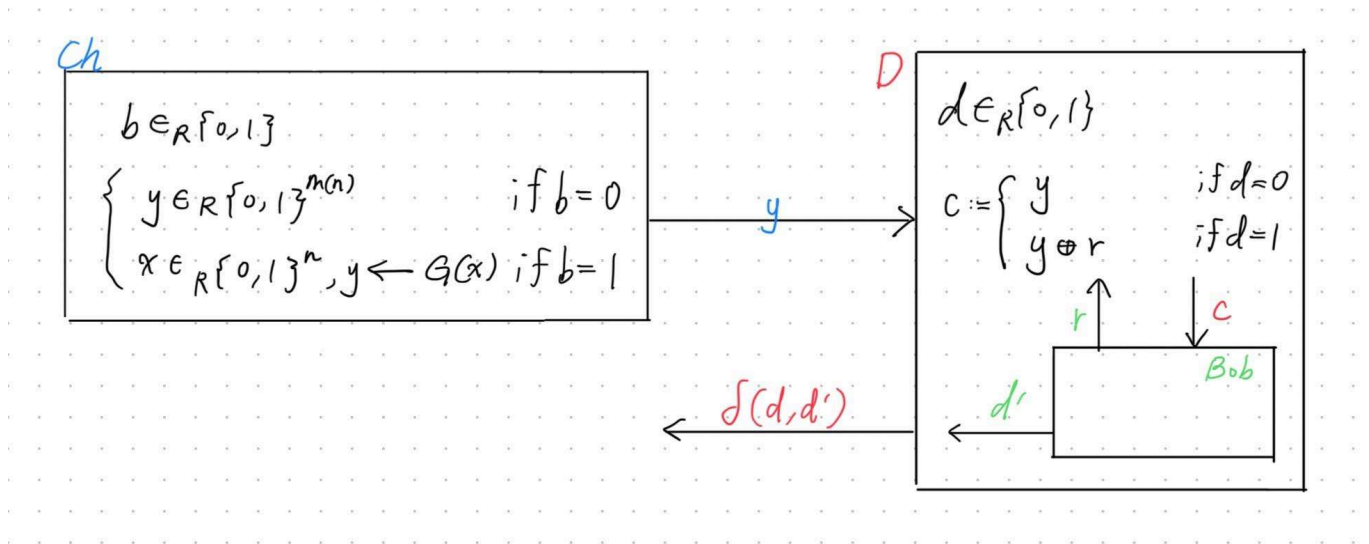 Ch
b ∈_R {0,1}
{ y ∈_R {0,1}^m(n) if b=0
x ∈_R {0,1}^n, y ← G(x) if b=1
y
D
d ∈_R {0,1}
c := { y if d=0
y ⊕ r if d=1
r
c
Bob
d'
δ(d,d')